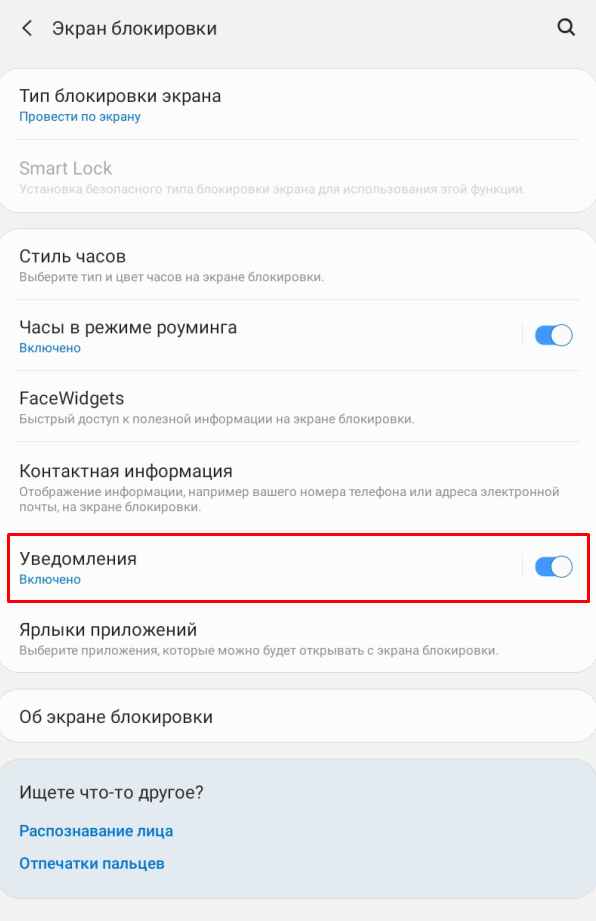 Экран блокировки
Тип блокировки экрана
Провести по экрану
Smart Lock
Установка безопасного типа блокировки экрана для использования этой функции.
Стиль часов
Выберите тип и цвет часов на экране блокировки.
Часы в режиме роуминга
Включено
FaceWidgets
Быстрый доступ к полезной информации на экране блокировки.
Контактная информация
Отображение информации, например вашего номера телефона или адреса электронной
почты, на экране блокировки.
Уведомления
Включено
Ярлыки приложений
Выберите приложения, которые можно будет открывать с экрана блокировки.
Об экране блокировки
Ищете что-то другое?
Распознавание лица
Отпечатки пальцев